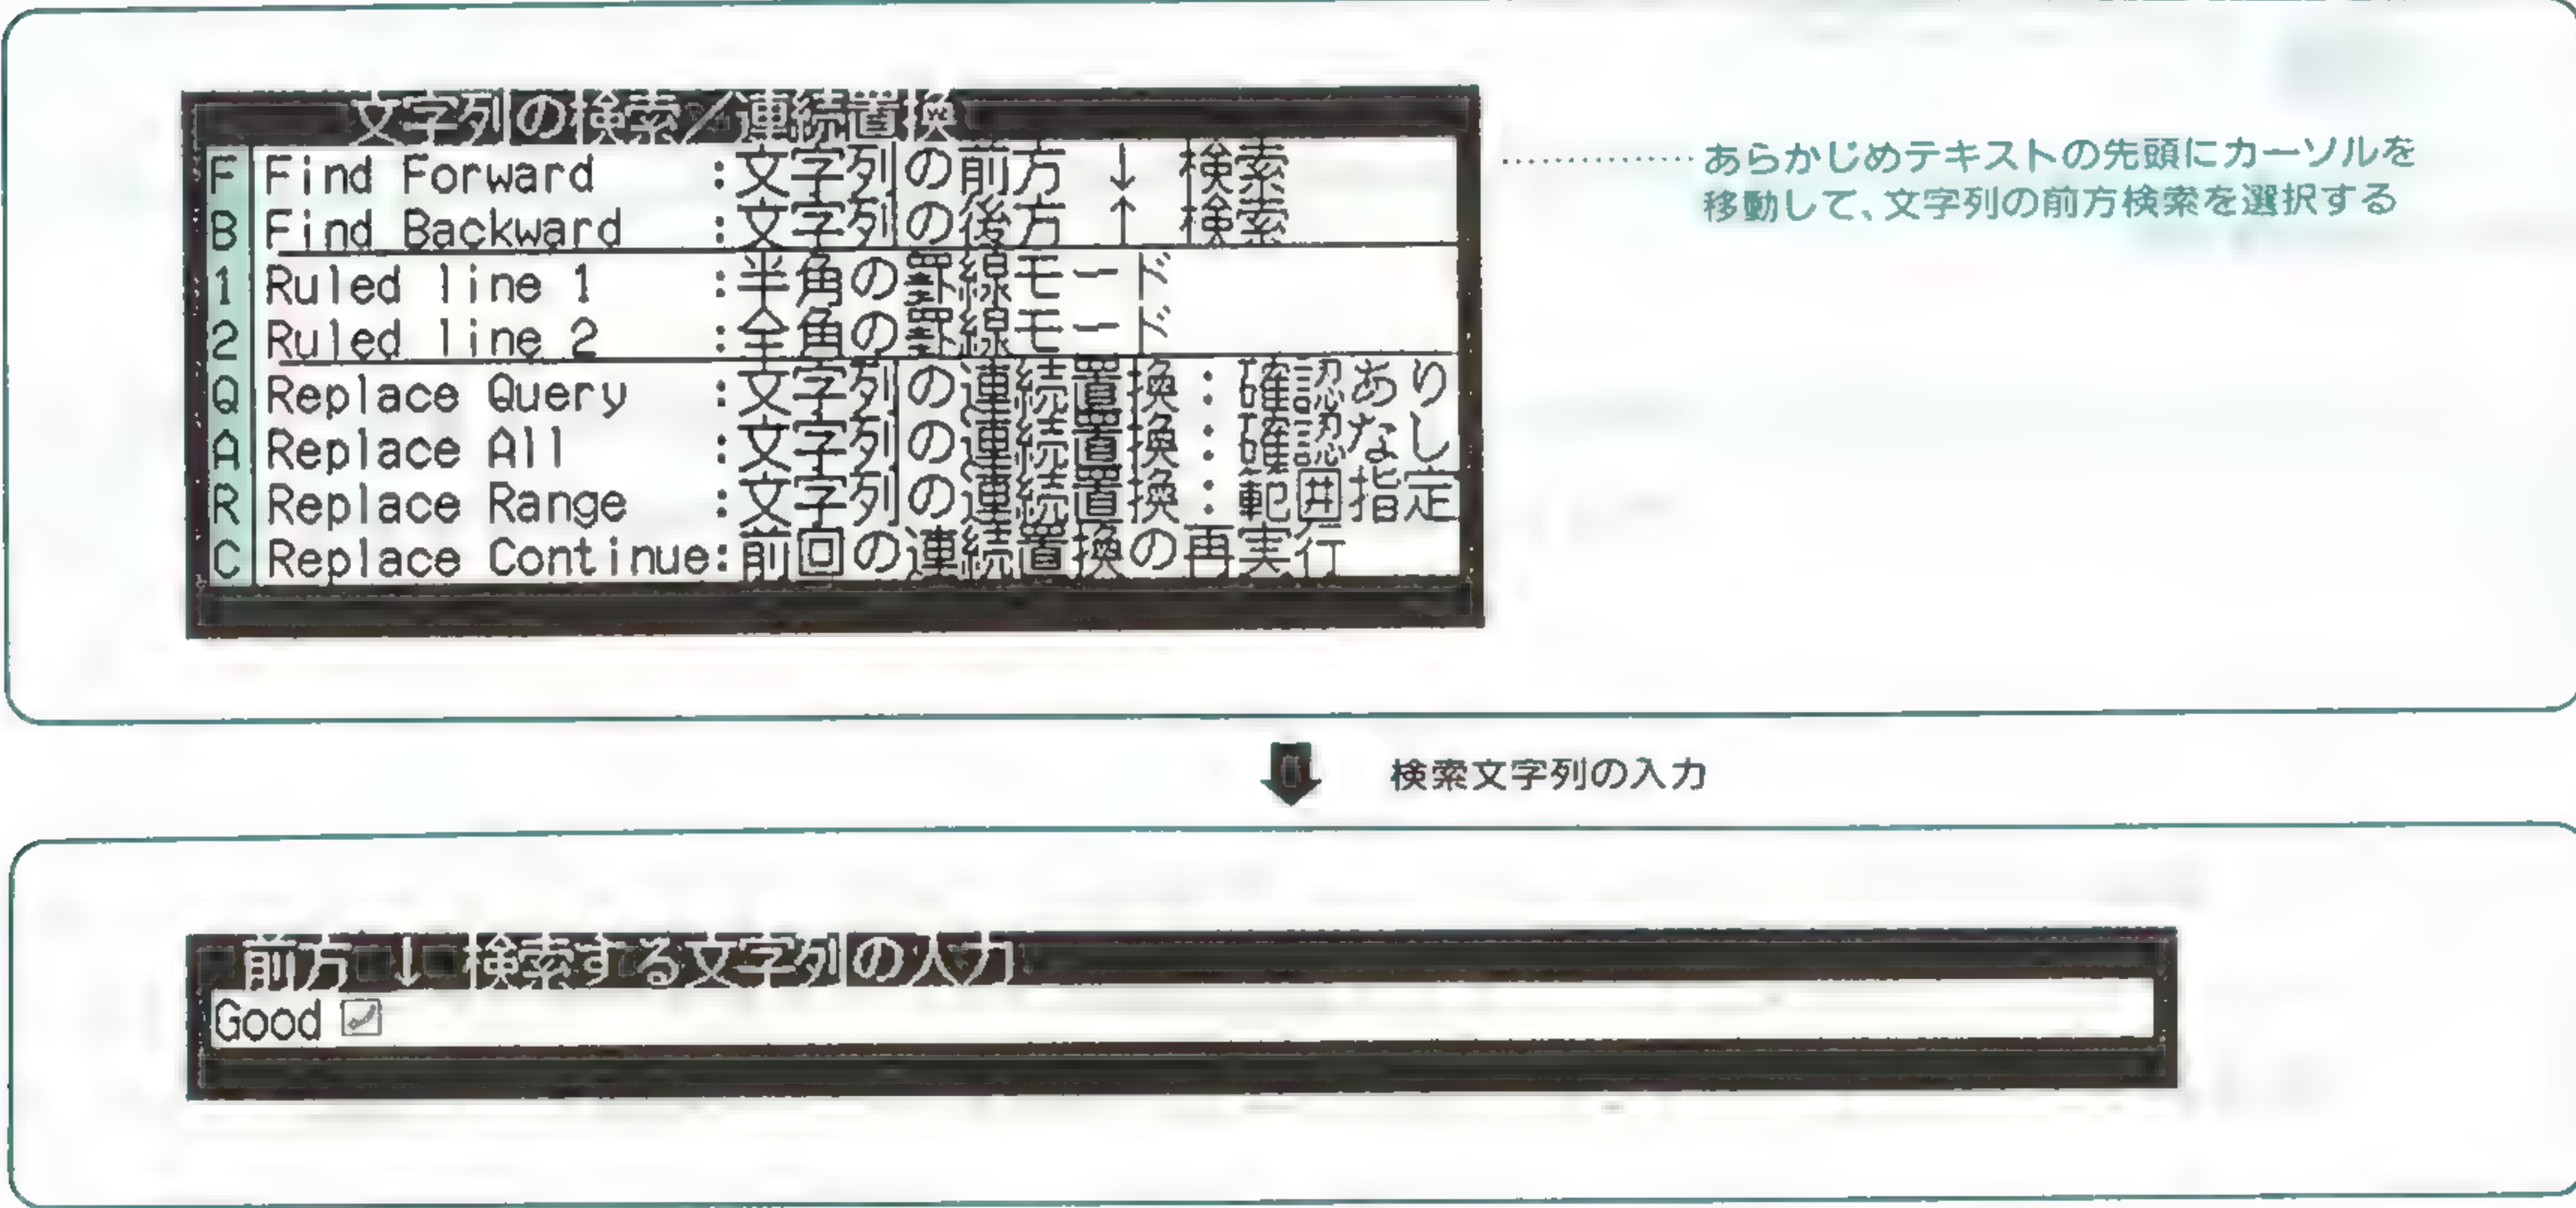 文字列の検索／連続置換
F Find Forward :文字列の前方 ↓ 検索
B Find Backward :文字列の後方 ↑ 検索
1 Ruled line 1 :半角の罫線モード
2 Ruled line 2 :全角の罫線モード
Q Replace Query :文字列の連続置換：確認あり
A Replace All :文字列の連続置換：確認なし
R Replace Range :文字列の連続置換：範囲指定
C Replace Continue:前回の連続置換の再実行
あらかじめテキストの先頭にカーソルを
移動して、文字列の前方検索を選択する
検索文字列の入力
前方 ↓ 検索する文字列の入力
Good